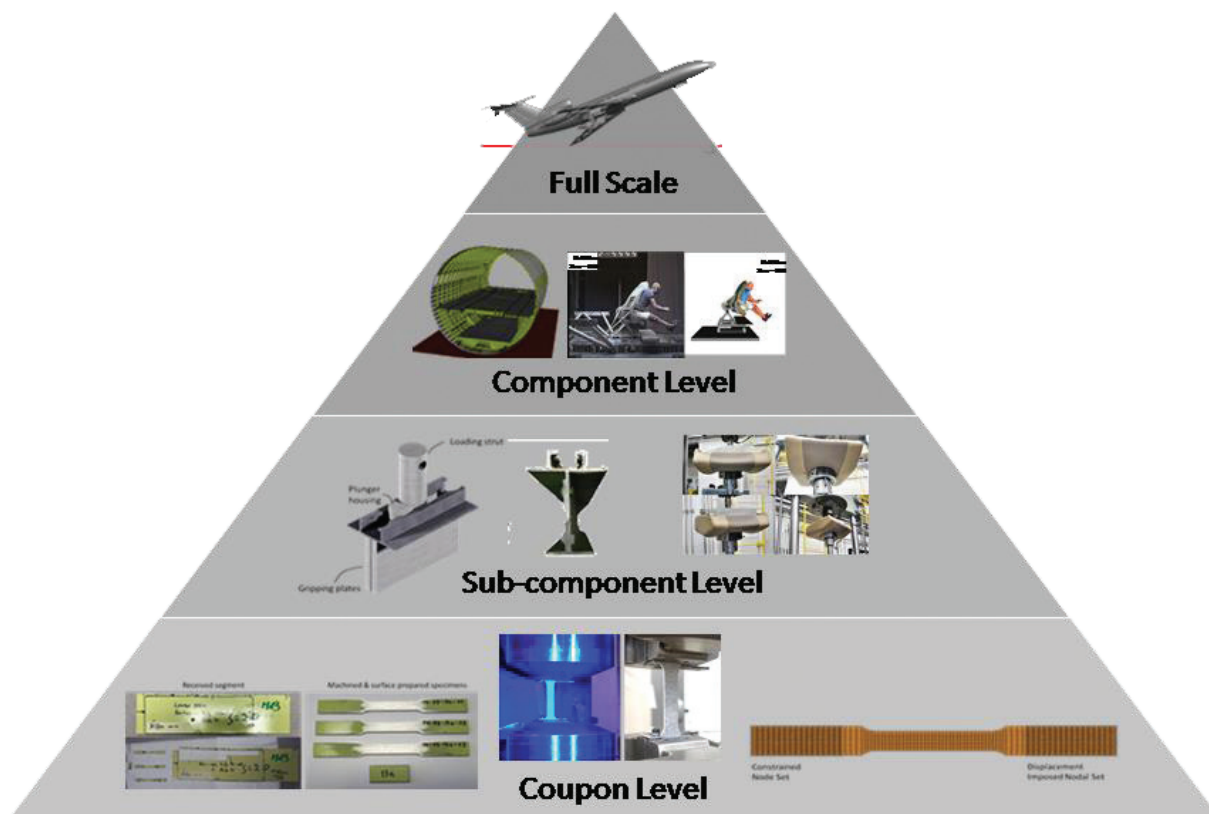 Full Scale
Component Level
Loading strut
Plunger
housing
Gripping plates
Sub-component Level
Received segment
Machined & surface prepared specimens
Coupon Level
Constrained
Node Set
Displacement
Imposed Nodal Set